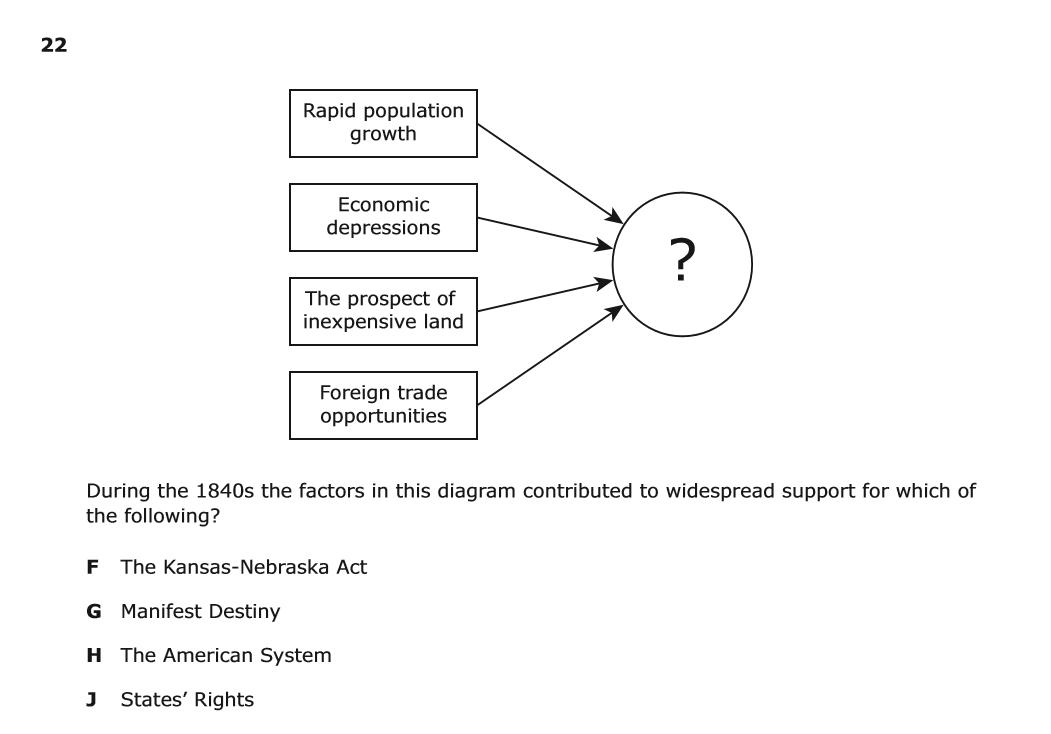 22
Rapid population
growth
Economic
depressions
The prospect of
inexpensive land
Foreign trade
opportunities
?
During the 1840s the factors in this diagram contributed to widespread support for which of
the following?
F The Kansas-Nebraska Act
G Manifest Destiny
H The American System
J States’ Rights